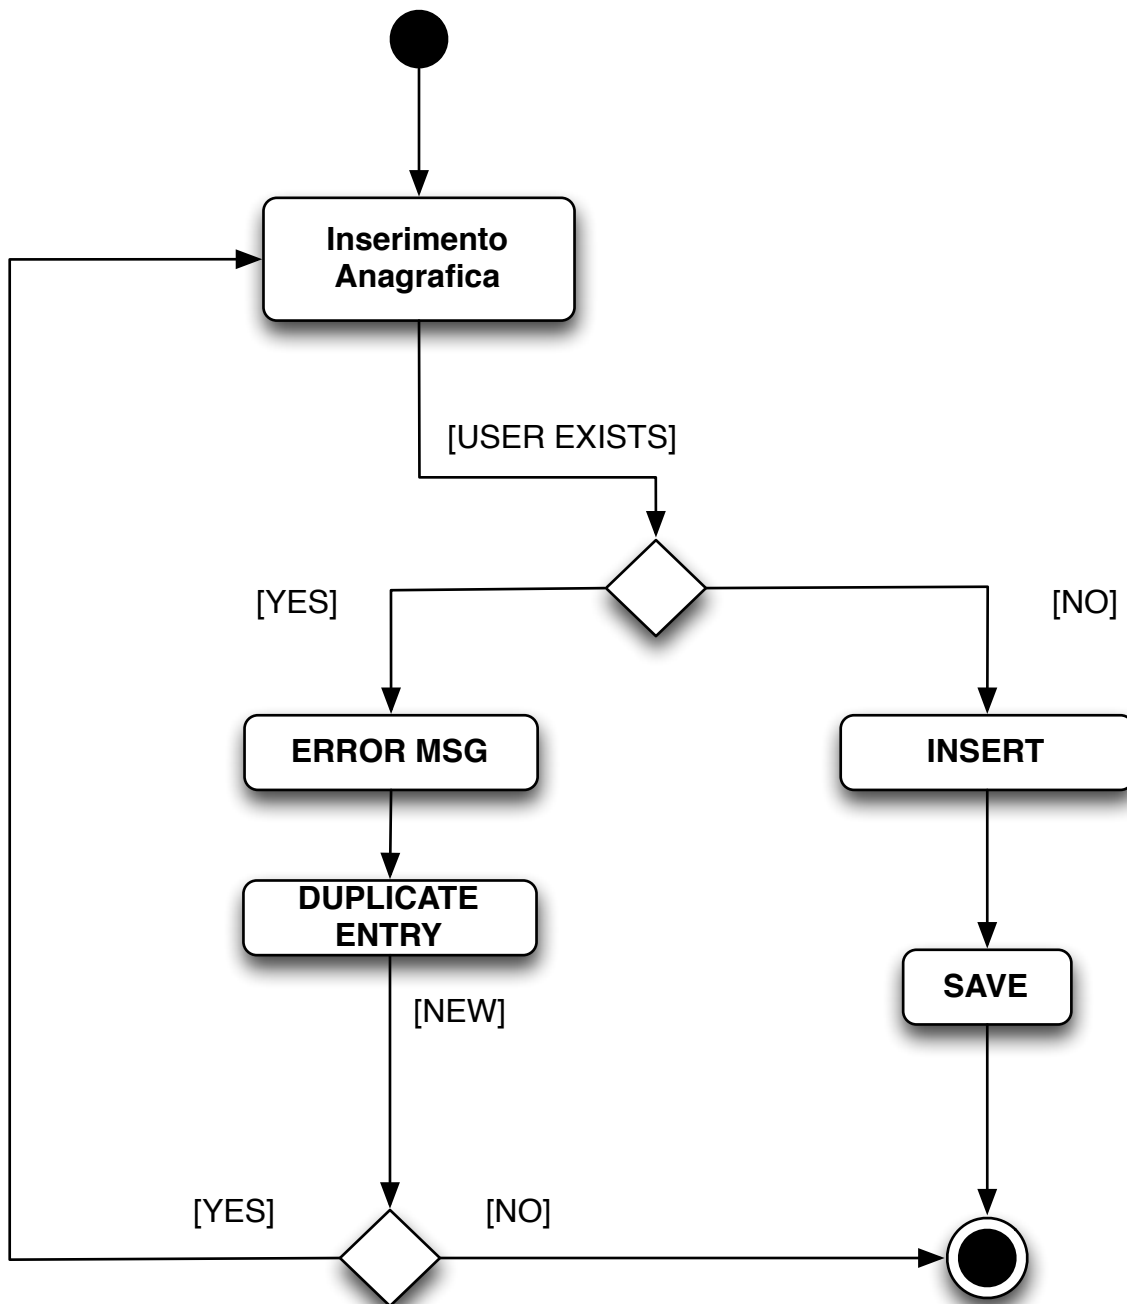 Inserimento
Anagrafica
[USER EXISTS]
[YES]
[NO]
ERROR MSG
INSERT
DUPLICATE
ENTRY
SAVE
[NEW]
[YES]
[NO]